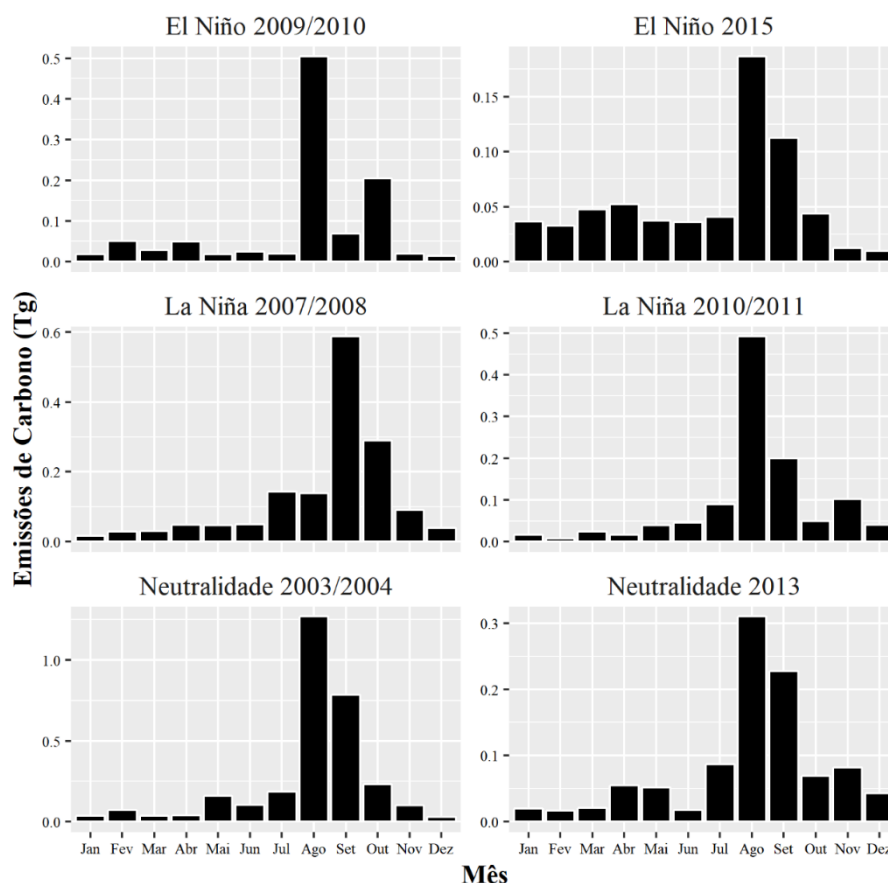 El Niño 2009/2010
El Niño 2015
0.5
0.4
0.3
0.2
0.1
0.0
0.15
0.10
0.05
0.00
Emissões de Carbono (Tg)
La Niña 2007/2008
La Niña 2010/2011
0.6
0.4
0.2
0.0
0.5
0.4
0.3
0.2
0.1
0.0
Neutralidade 2003/2004
Neutralidade 2013
1.0
0.5
0.0
0.3
0.2
0.1
0.0
Jan Fev Mar Abr Mai Jun Jul Ago Set Out Nov Dez
Jan Fev Mar Abr Mai Jun Jul Ago Set Out Nov Dez
Mês